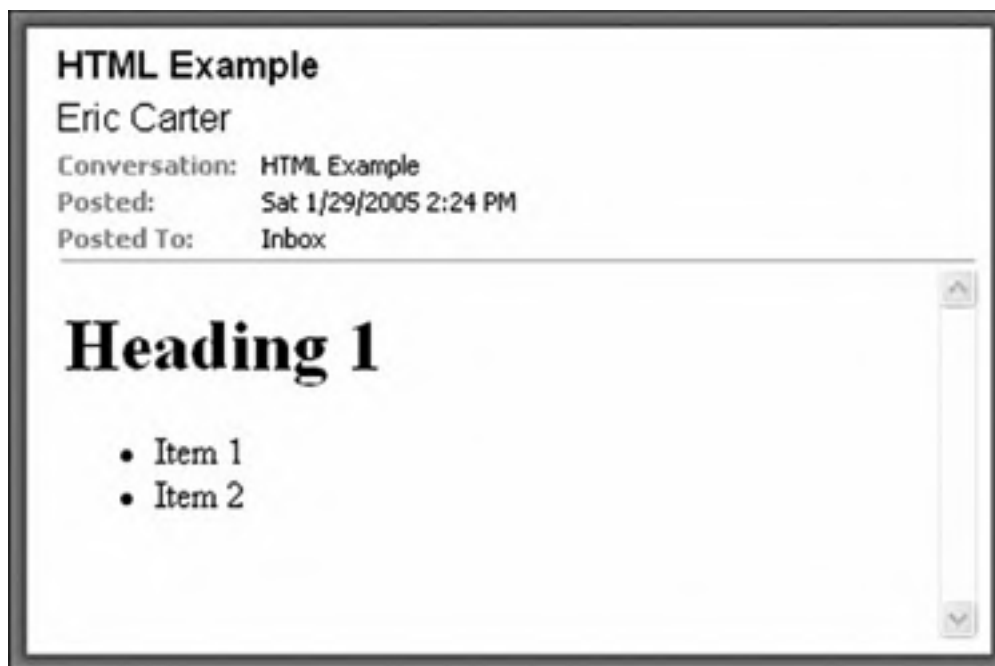 HTML Example
Eric Carter
Conversation: HTML Example
Posted: Sat 1/29/2005 2:24 PM
Posted To: Inbox
Heading 1
• Item 1
• Item 2